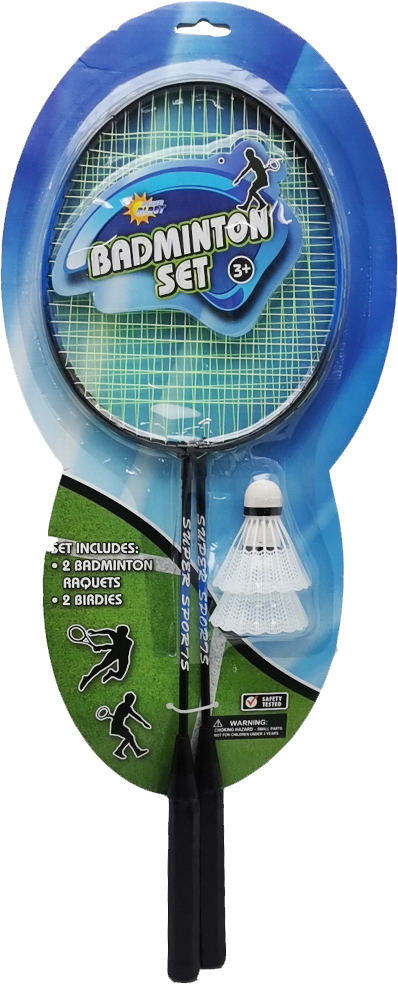 BADMINTON
SET
3+
SET INCLUDES:
• 2 BADMINTON
RAQUETS
• 2 BIRDIES
SUPER SPORTS
SUPER SPORTS
SAFETY
TESTED
WARNING:
CHOKING HAZARD - SMALL PARTS
NOT FOR CHILDREN UNDER 3 YEARS